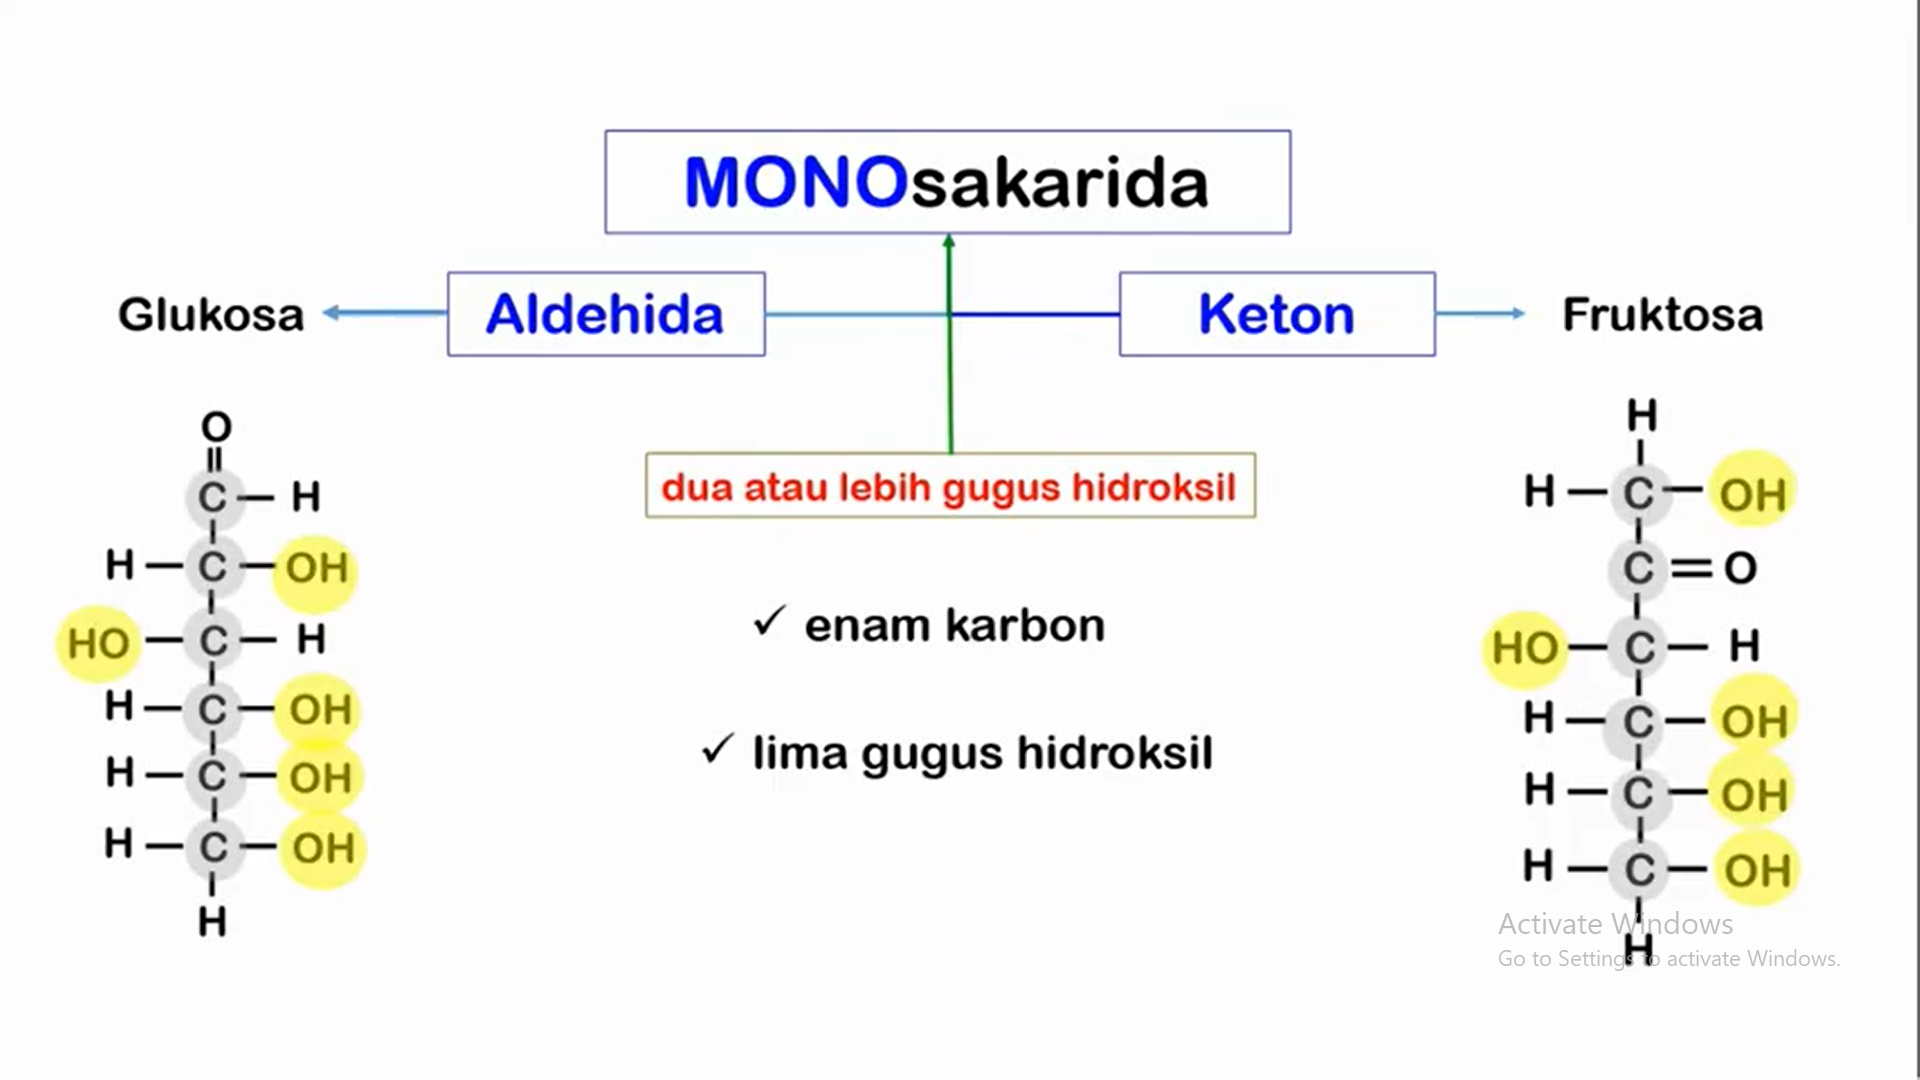 MONOsakarida
Glukosa
Aldehida
Keton
Fruktosa
dua atau lebih gugus hidroksil
✓ enam karbon
✓ lima gugus hidroksil
O
C H
H C OH
HO C H
H C OH
H C OH
H C OH
H
H
H C OH
C = O
HO C H
H C OH
H C OH
H C OH
H
Activate Windows
Go to Settings to activate Windows.